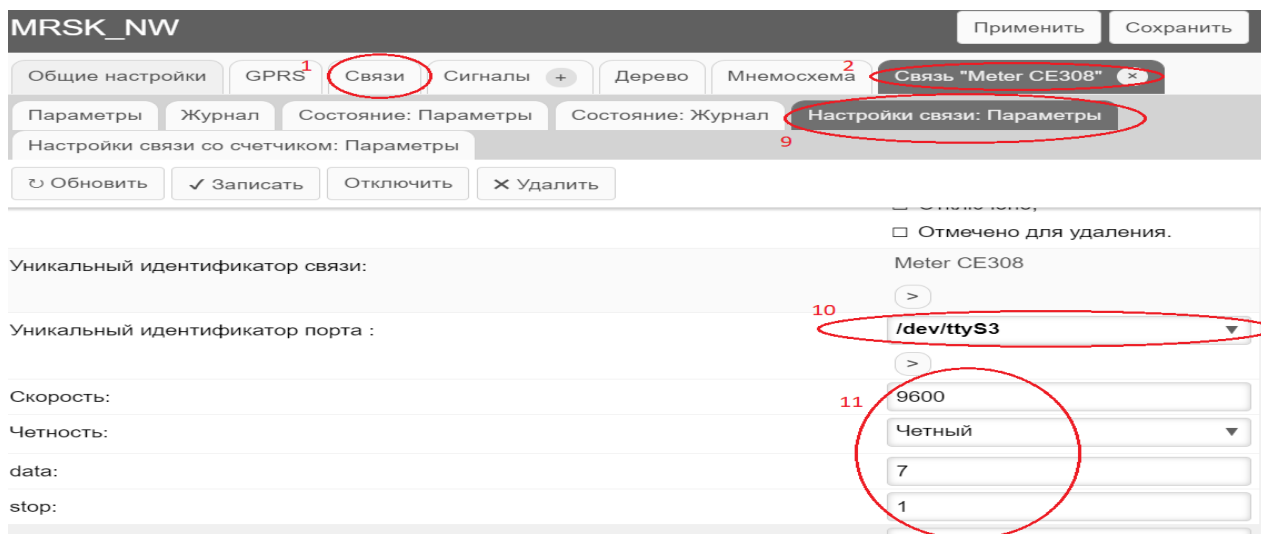 MRSK_NW Применить Сохранить
Общие настройки GPRS 1 Связи Сигналы + Дерево Мнемосхема 2 Связь "Meter CE308" ×
Параметры Журнал Состояние: Параметры Состояние: Журнал 9 Настройки связи: Параметры
Настройки связи со счетчиком: Параметры
↻ Обновить ✓ Записать Отключить ✕ Удалить
☐ Отмечено для удаления.
Уникальный идентификатор связи: Meter CE308
>
10
Уникальный идентификатор порта : /dev/ttyS3 ▼
>
Скорость: 11 9600
Четность: Четный ▼
data: 7
stop: 1